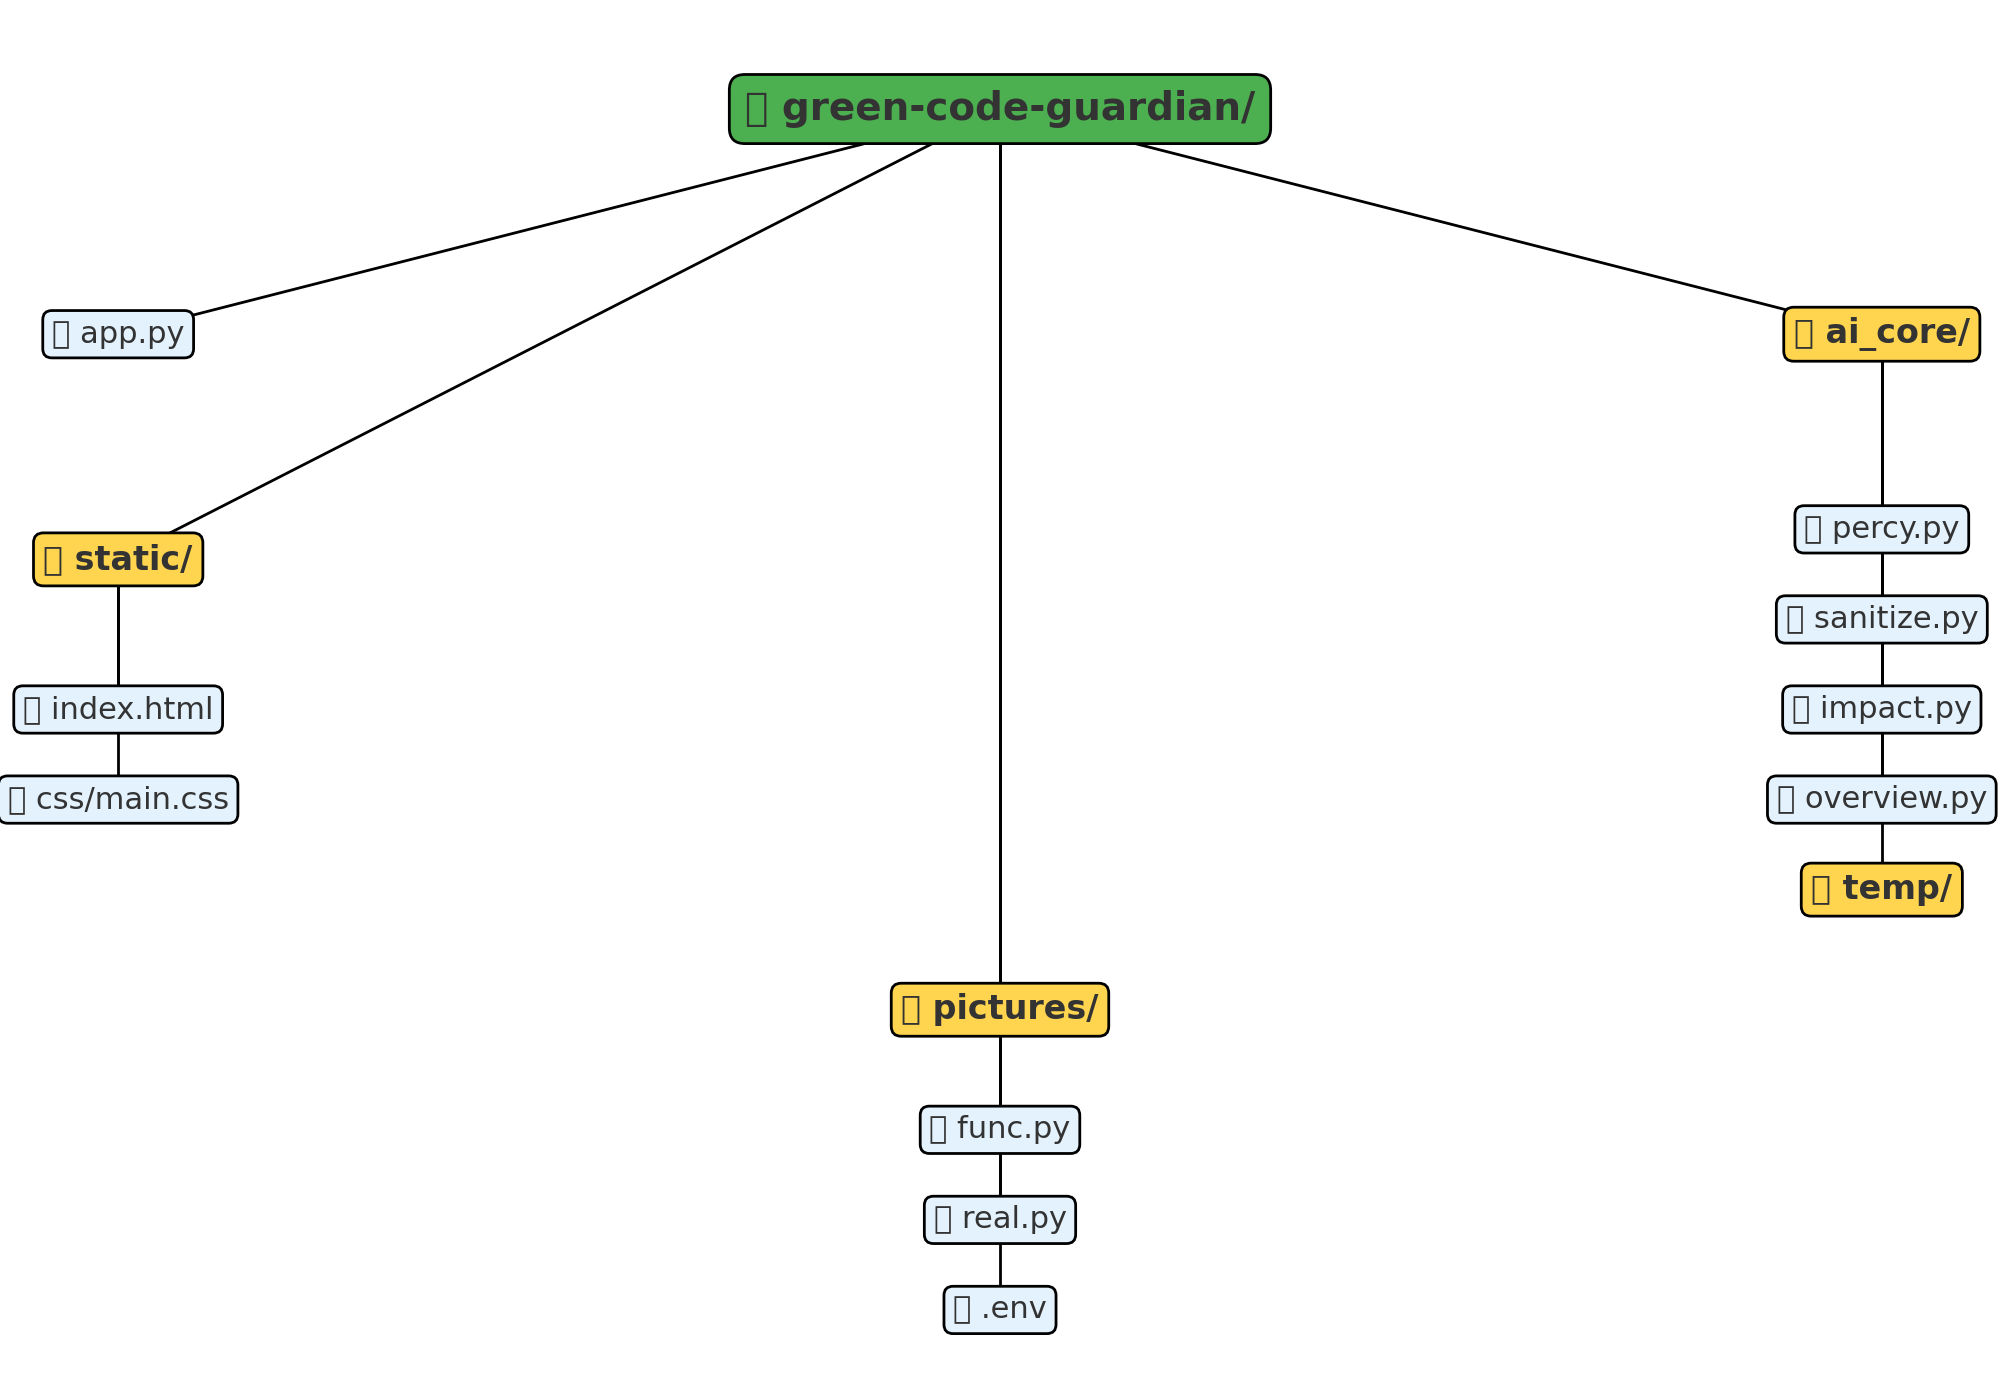 green-code-guardian/
app.py
ai_core/
static/
percy.py
sanitize.py
index.html
impact.py
css/main.css
overview.py
temp/
pictures/
func.py
real.py
.env